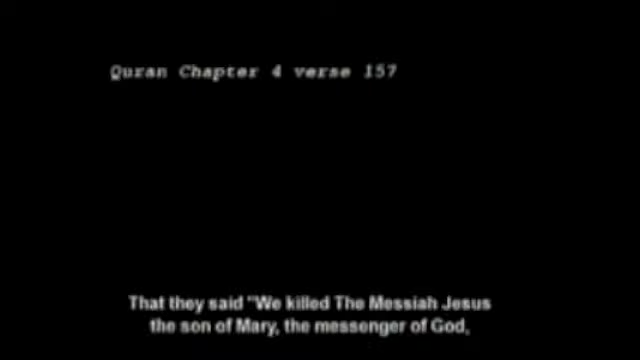 Quran Chapter 4 verse 157
That they said "We killed The Messiah Jesus
the son of Mary, the messenger of God,